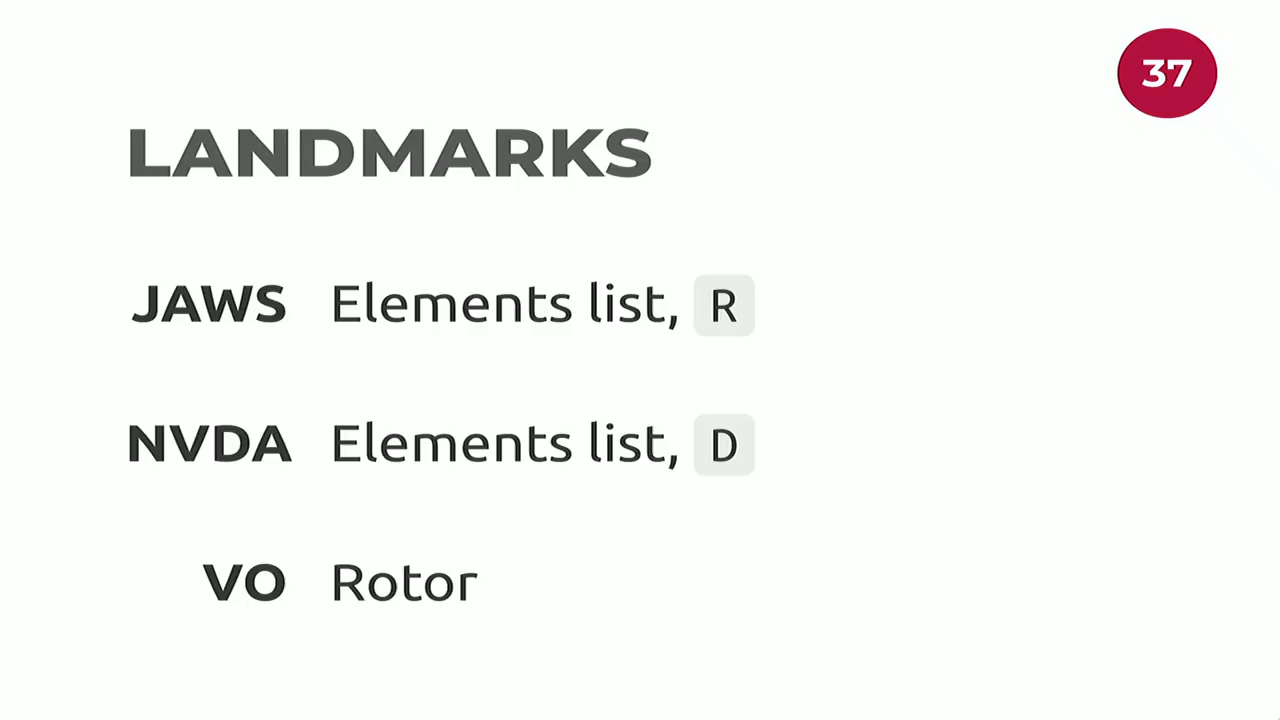 37
LANDMARKS
JAWS Elements list, R
NVDA Elements list, D
VO Rotor